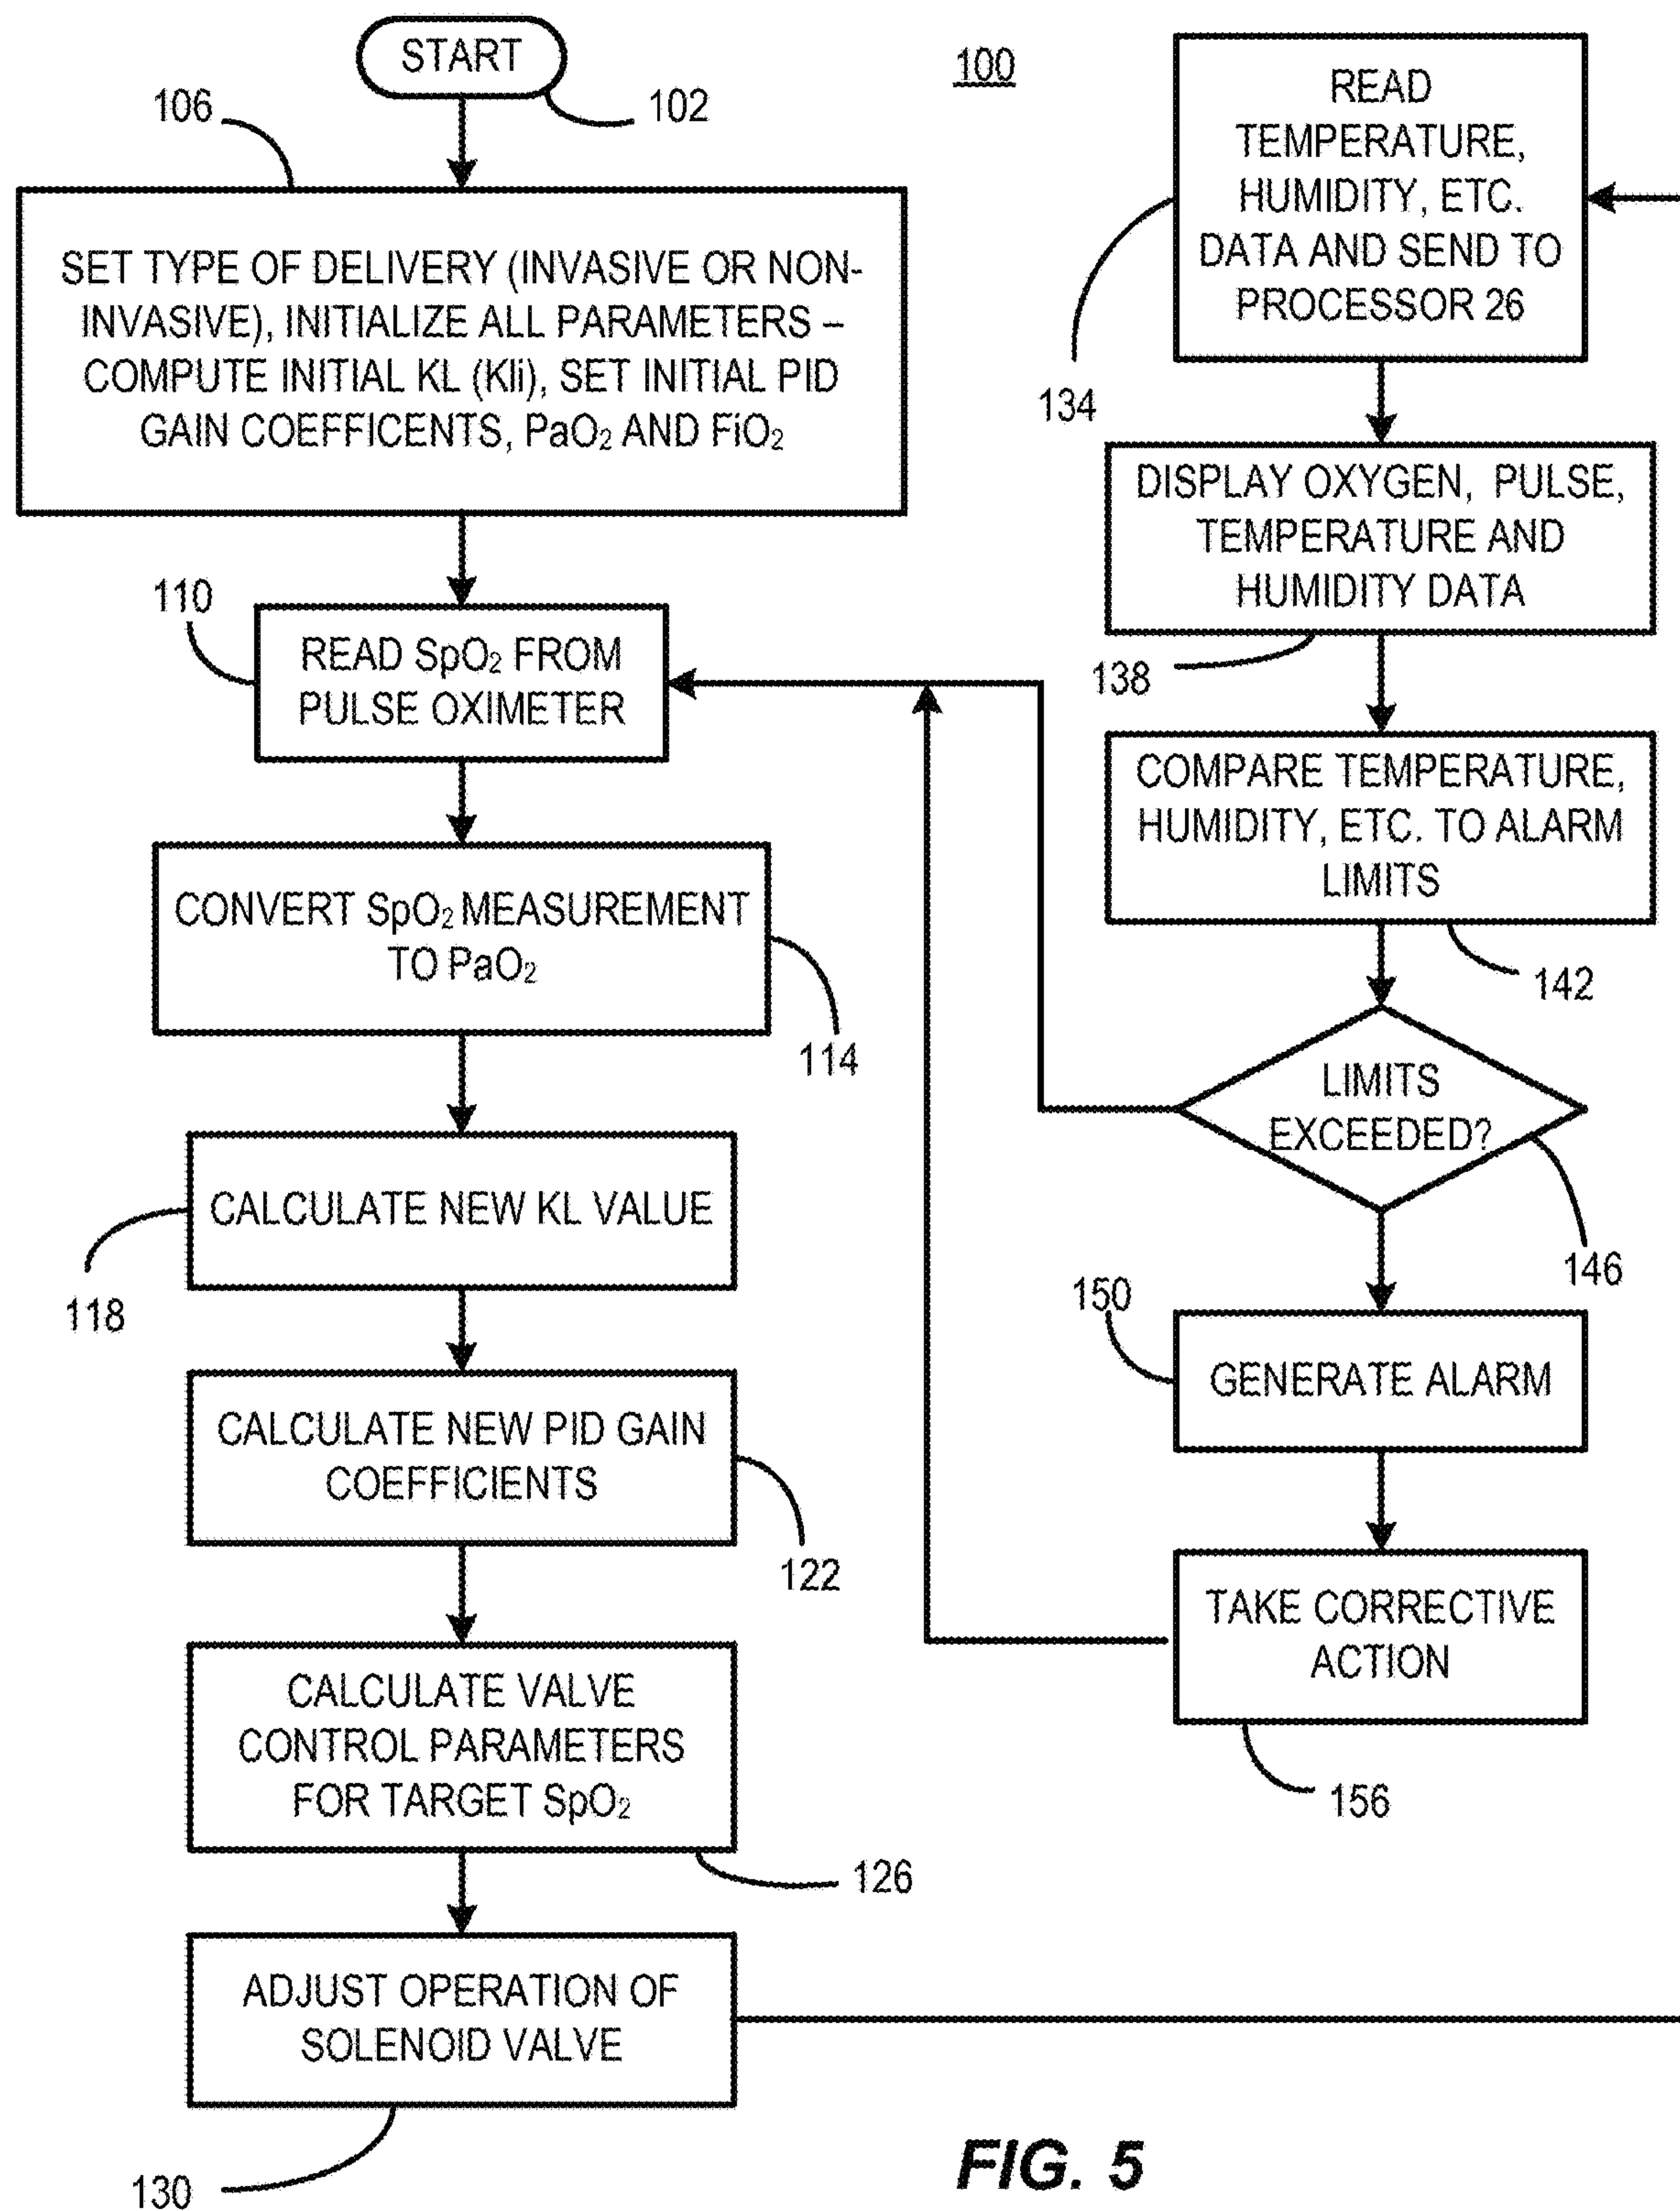 START
102
106
SET TYPE OF DELIVERY (INVASIVE OR NON-
INVASIVE), INITIALIZE ALL PARAMETERS –
COMPUTE INITIAL KL (Kli), SET INITIAL PID
GAIN COEFFICENTS, PaO₂ AND FiO₂
110
READ SpO₂ FROM
PULSE OXIMETER
CONVERT SpO₂ MEASUREMENT
TO PaO₂
114
CALCULATE NEW KL VALUE
118
CALCULATE NEW PID GAIN
COEFFICIENTS
122
CALCULATE VALVE
CONTROL PARAMETERS
FOR TARGET SpO₂
126
ADJUST OPERATION OF
SOLENOID VALVE
130
100
READ
TEMPERATURE,
HUMIDITY, ETC.
DATA AND SEND TO
PROCESSOR 26
134
DISPLAY OXYGEN, PULSE,
TEMPERATURE AND
HUMIDITY DATA
138
COMPARE TEMPERATURE,
HUMIDITY, ETC. TO ALARM
LIMITS
142
LIMITS
EXCEEDED?
146
150
GENERATE ALARM
TAKE CORRECTIVE
ACTION
156
FIG. 5